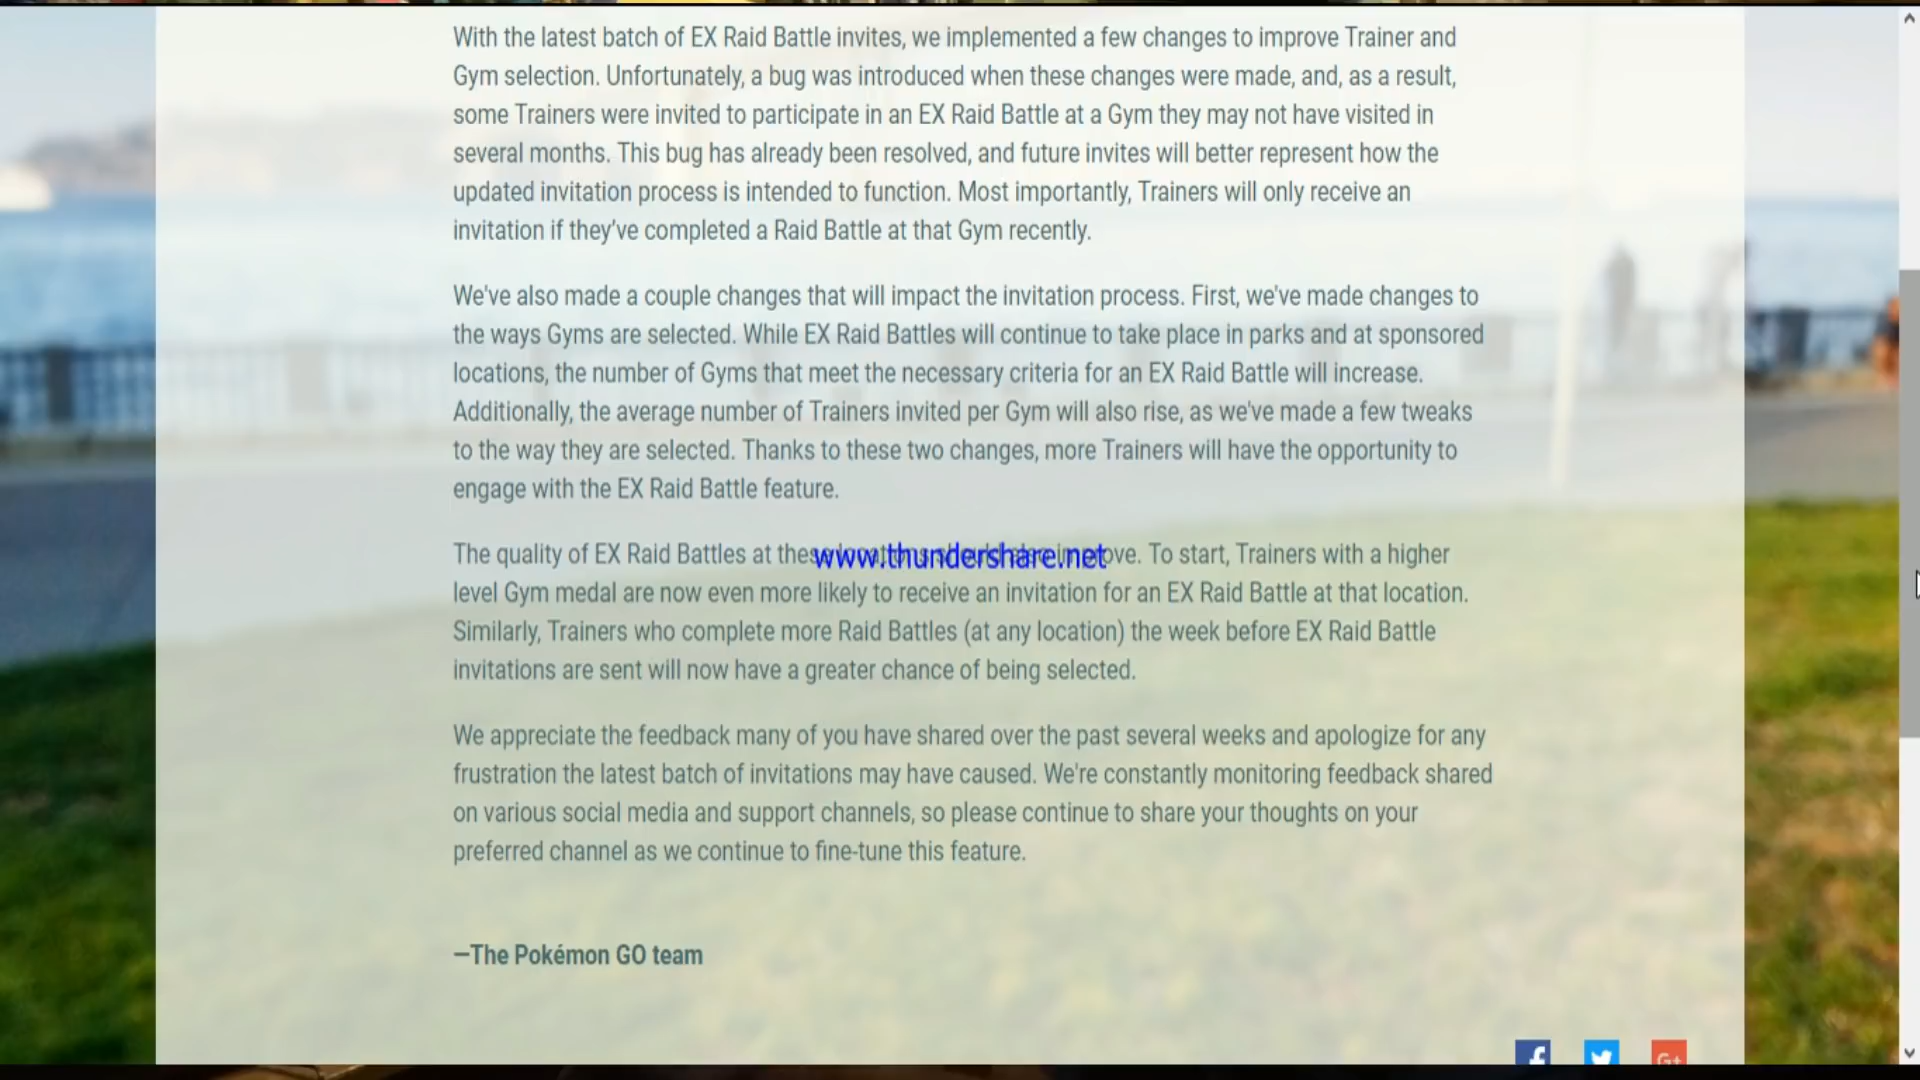 With the latest batch of EX Raid Battle invites, we implemented a few changes to improve Trainer and
Gym selection. Unfortunately, a bug was introduced when these changes were made, and, as a result,
some Trainers were invited to participate in an EX Raid Battle at a Gym they may not have visited in
several months. This bug has already been resolved, and future invites will better represent how the
updated invitation process is intended to function. Most importantly, Trainers will only receive an
invitation if they've completed a Raid Battle at that Gym recently.
We've also made a couple changes that will impact the invitation process. First, we've made changes to
the ways Gyms are selected. While EX Raid Battles will continue to take place in parks and at sponsored
locations, the number of Gyms that meet the necessary criteria for an EX Raid Battle will increase.
Additionally, the average number of Trainers invited per Gym will also rise, as we've made a few tweaks
to the way they are selected. Thanks to these two changes, more Trainers will have the opportunity to
engage with the EX Raid Battle feature.
The quality of EX Raid Battles at these To start, Trainers with a higher
www.thundershare.net
level Gym medal are now even more likely to receive an invitation for an EX Raid Battle at that location.
Similarly, Trainers who complete more Raid Battles (at any location) the week before EX Raid Battle
invitations are sent will now have a greater chance of being selected.
We appreciate the feedback many of you have shared over the past several weeks and apologize for any
frustration the latest batch of invitations may have caused. We're constantly monitoring feedback shared
on various social media and support channels, so please continue to share your thoughts on your
preferred channel as we continue to fine-tune this feature.
—The Pokémon GO team
G+